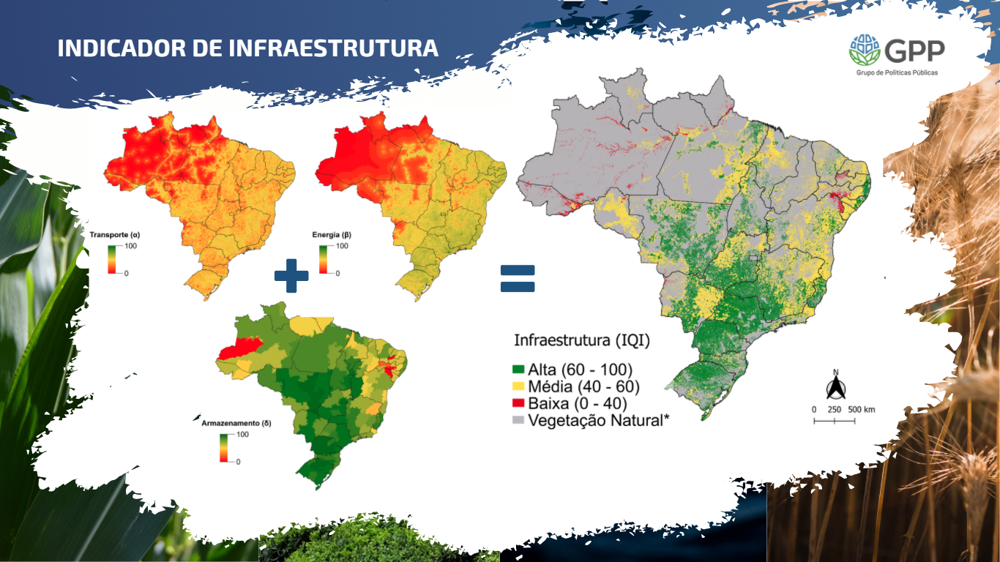 INDICADOR DE INFRAESTRUTURA
GPP
Grupo de Políticas Públicas
Transporte (α)
100
0
Energia (β)
100
0
Armazenamento (δ)
100
0
Infraestrutura (IQI)
Alta (60 - 100)
Média (40 - 60)
Baixa (0 - 40)
Vegetação Natural*
N
0 250 500 km